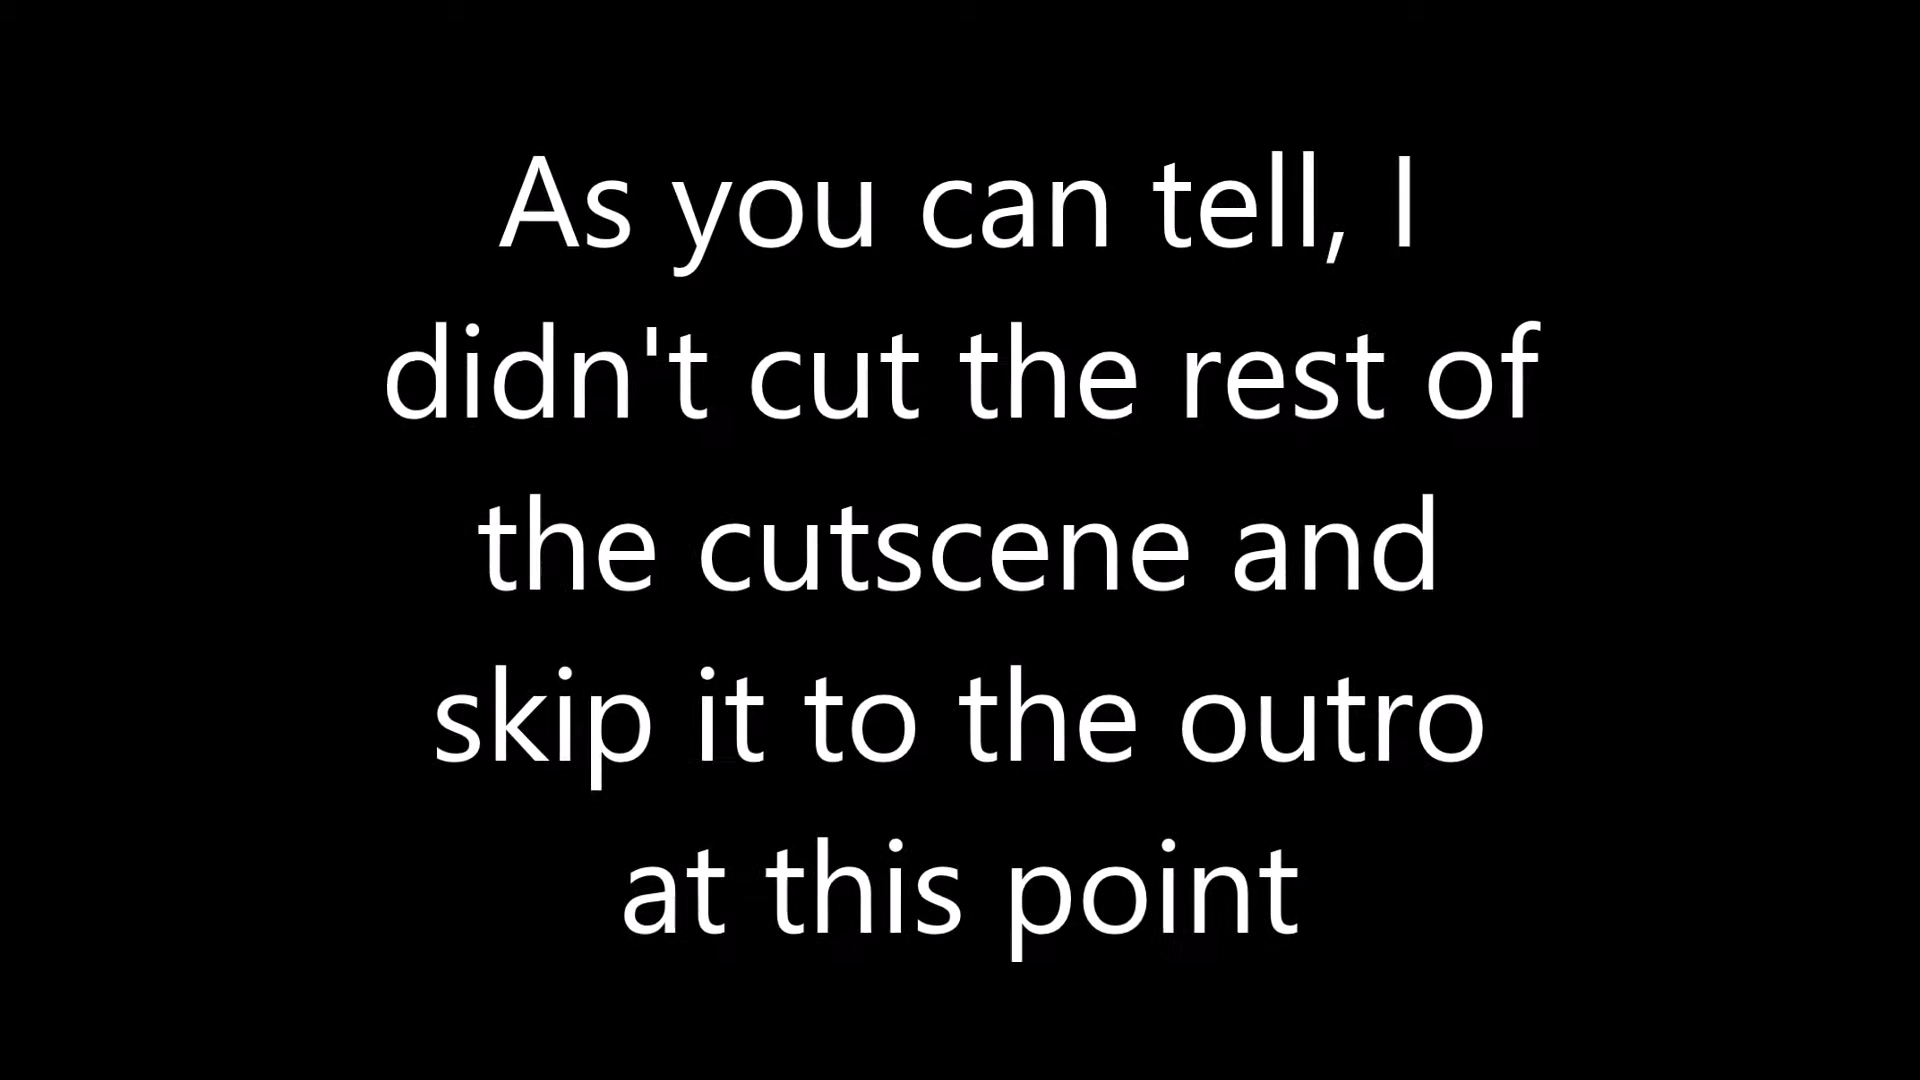 As you can tell, I
didn't cut the rest of
the cutscene and
skip it to the outro
at this point